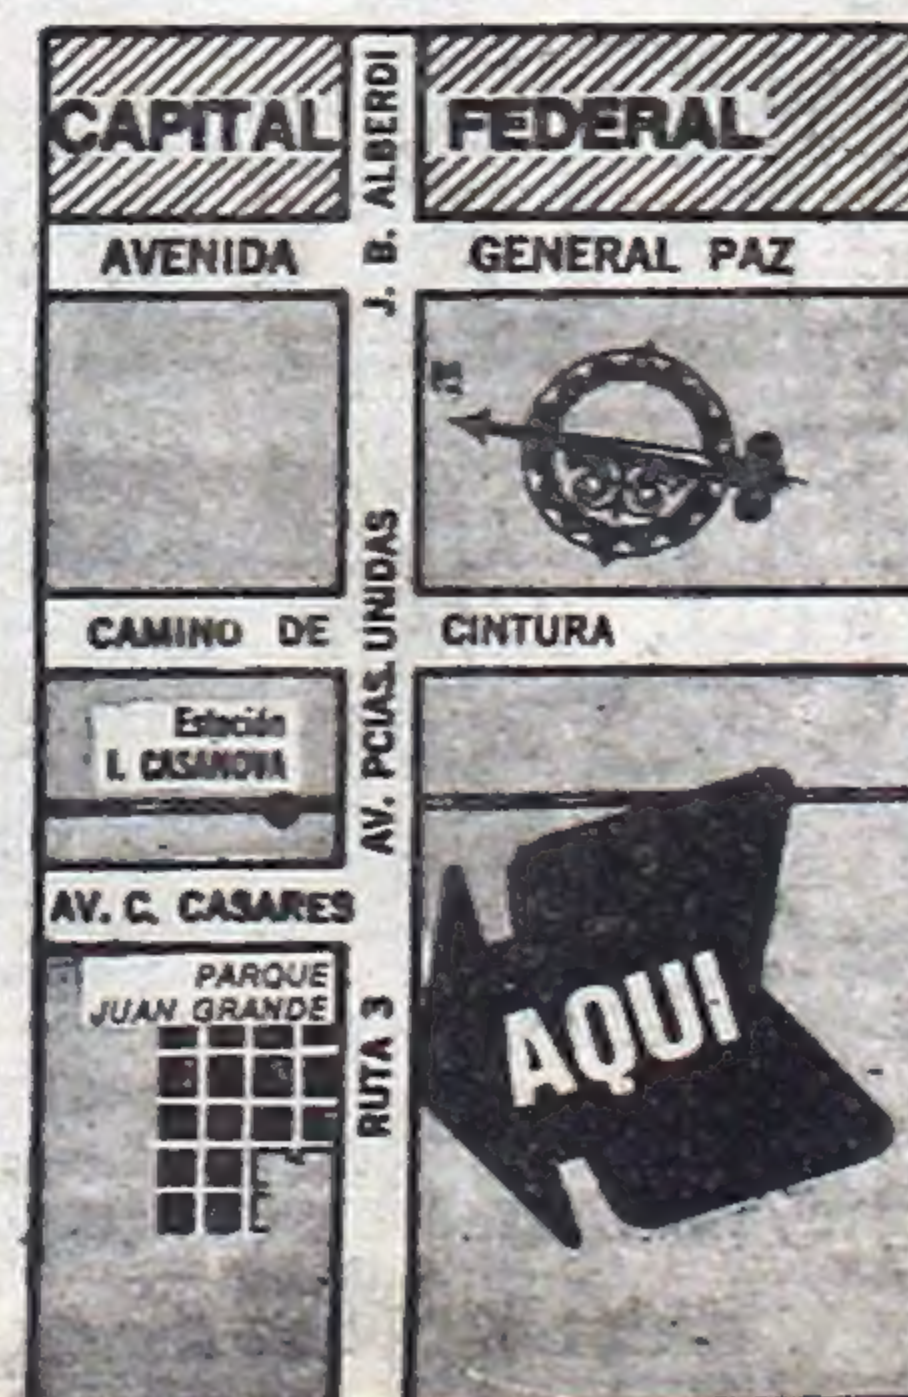 CAPITAL FEDERAL
J. B. ALBERDI
AVENIDA GENERAL PAZ
AV. PCIAS. UNIDAS
CAMINO DE CINTURA
Estación
I. CASANOVA
AV. C. CASARES
PARQUE
JUAN GRANDE
RUTA 3
AQUI